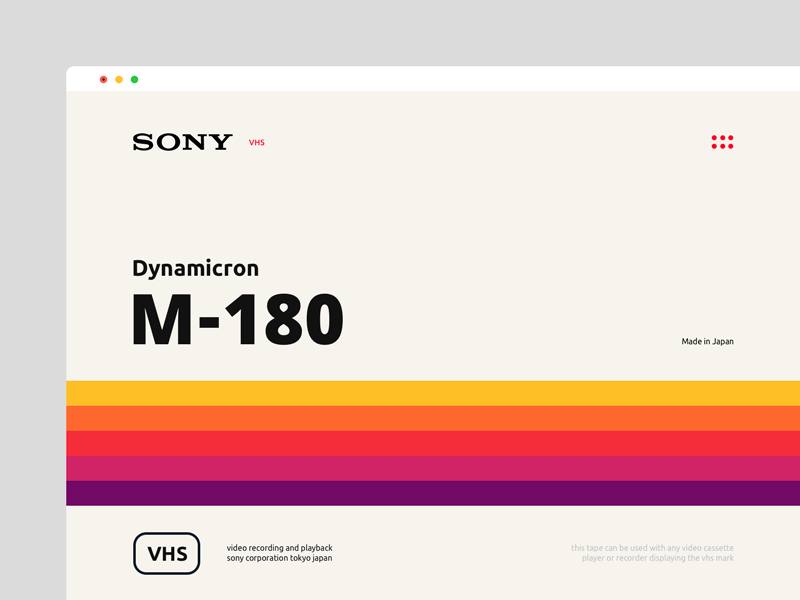 SONY VHS
Dynamicron
M-180
Made in Japan
VHS
video recording and playback
sony corporation tokyo japan
this tape can be used with any video cassette
player or recorder displaying the vhs mark